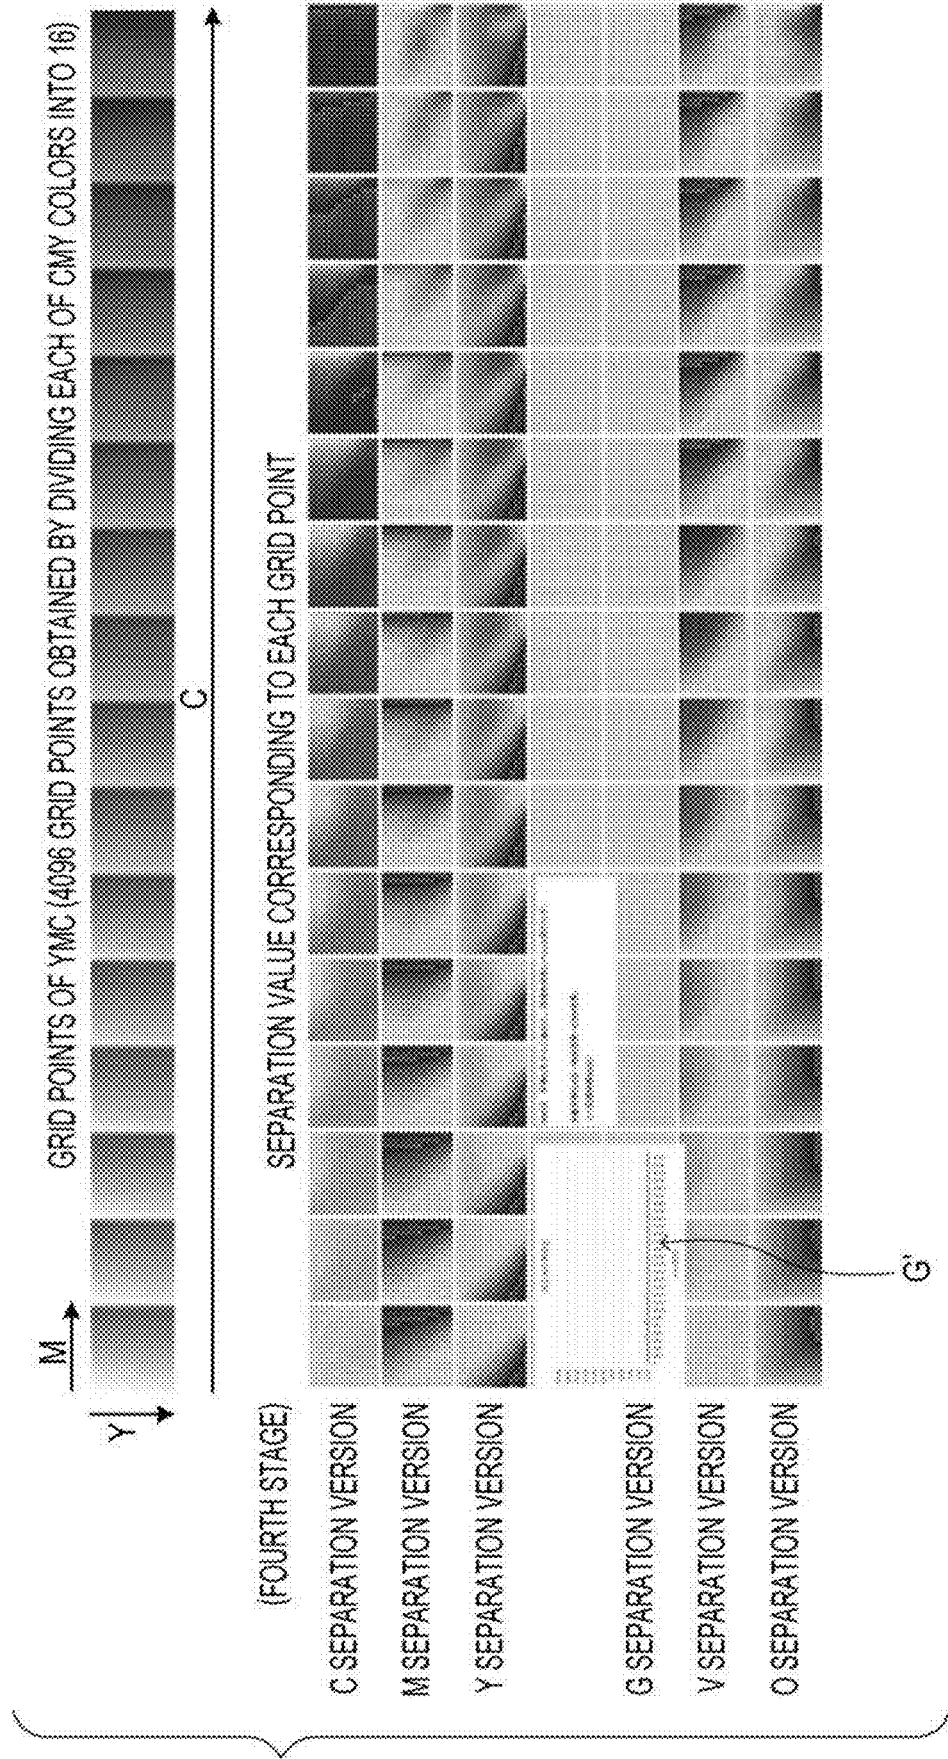 GRID POINTS OF YMC (4096 GRID POINTS OBTAINED BY DIVIDING EACH OF CMY COLORS INTO 16)
M
Y
C
(FOURTH STAGE)
SEPARATION VALUE CORRESPONDING TO EACH GRID POINT
C SEPARATION VERSION
M SEPARATION VERSION
Y SEPARATION VERSION
G SEPARATION VERSION
V SEPARATION VERSION
O SEPARATION VERSION
G'